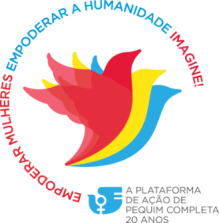 EMPODERAR MULHERES EMPODERAR A HUMANIDADE IMAGINE!
A PLATAFORMA
DE AÇÃO DE
PEQUIM COMPLETA
20 ANOS